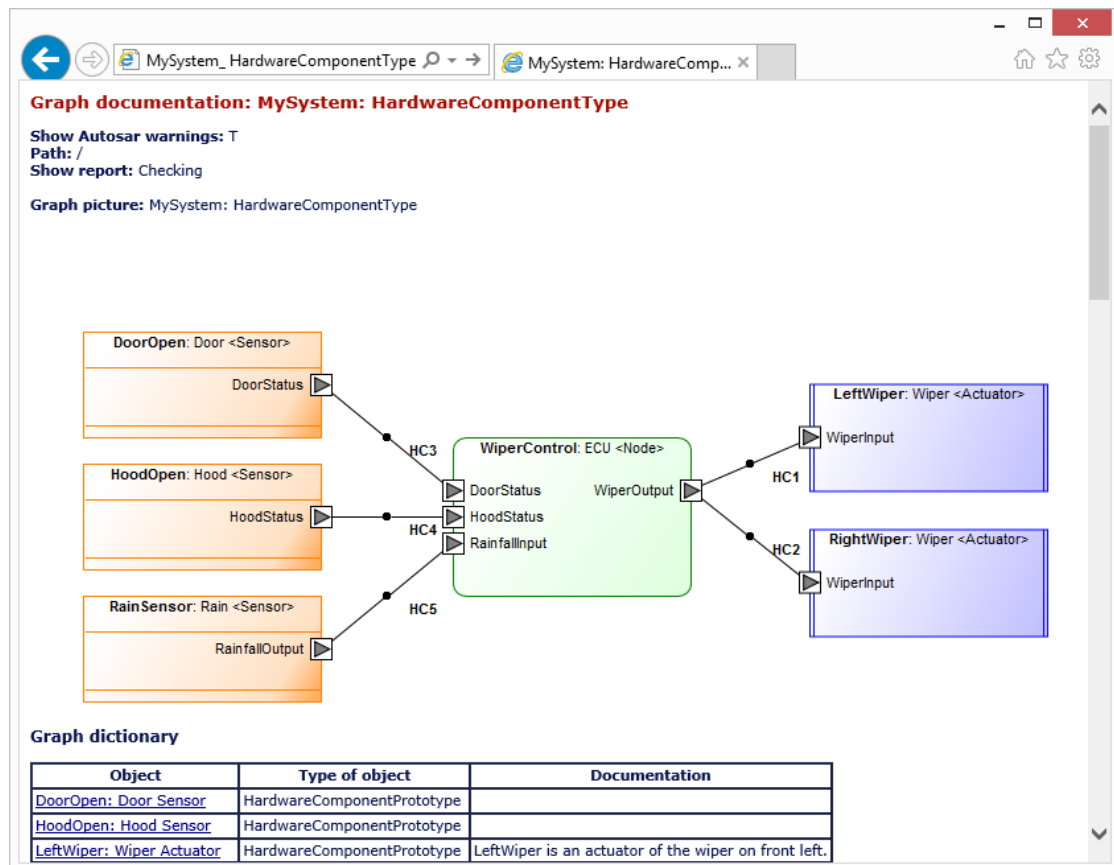 MySystem_ HardwareComponentType
MySystem: HardwareComp...
Graph documentation: MySystem: HardwareComponentType
Show Autosar warnings: T
Path: /
Show report: Checking
Graph picture: MySystem: HardwareComponentType
DoorOpen: Door <Sensor>
DoorStatus
HoodOpen: Hood <Sensor>
HoodStatus
RainSensor: Rain <Sensor>
RainfallOutput
HC3
HC4
HC5
WiperControl: ECU <Node>
DoorStatus WiperOutput
HoodStatus
RainfallInput
HC1
HC2
LeftWiper: Wiper <Actuator>
WiperInput
RightWiper: Wiper <Actuator>
WiperInput
Graph dictionary
Object Type of object Documentation
DoorOpen: Door Sensor HardwareComponentPrototype
HoodOpen: Hood Sensor HardwareComponentPrototype
LeftWiper: Wiper Actuator HardwareComponentPrototype LeftWiper is an actuator of the wiper on front left.